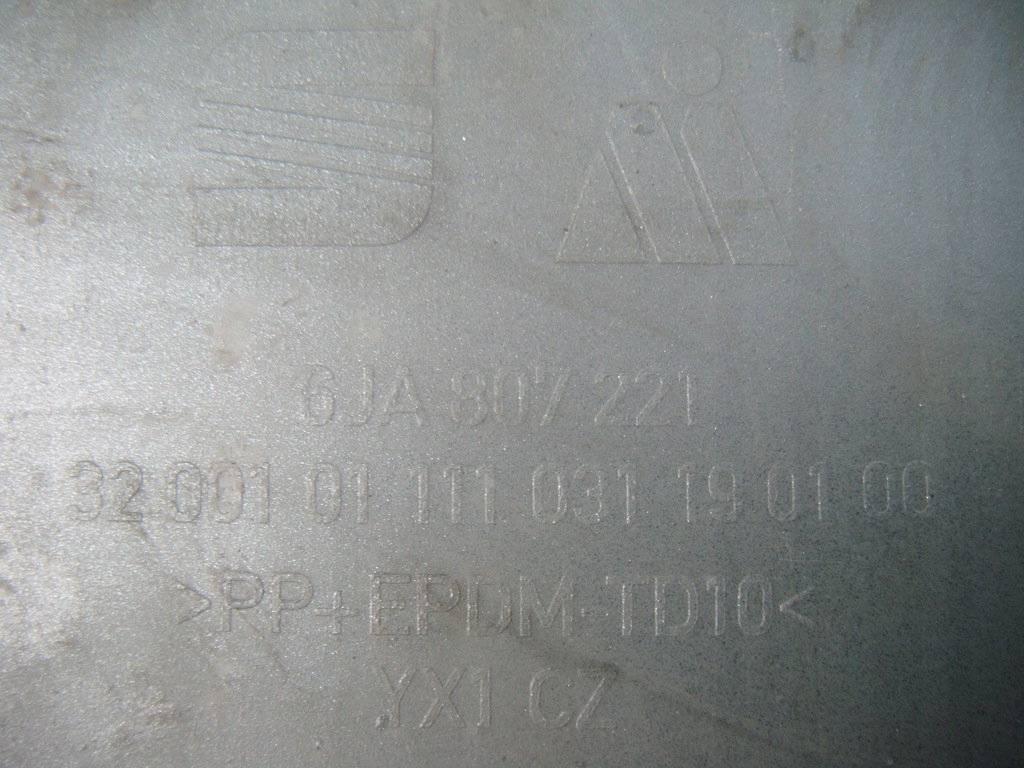 6JA 807 221
32 001 01 111 031 19 01 00
>PP+EPDM-TD10<
YX1 CZ